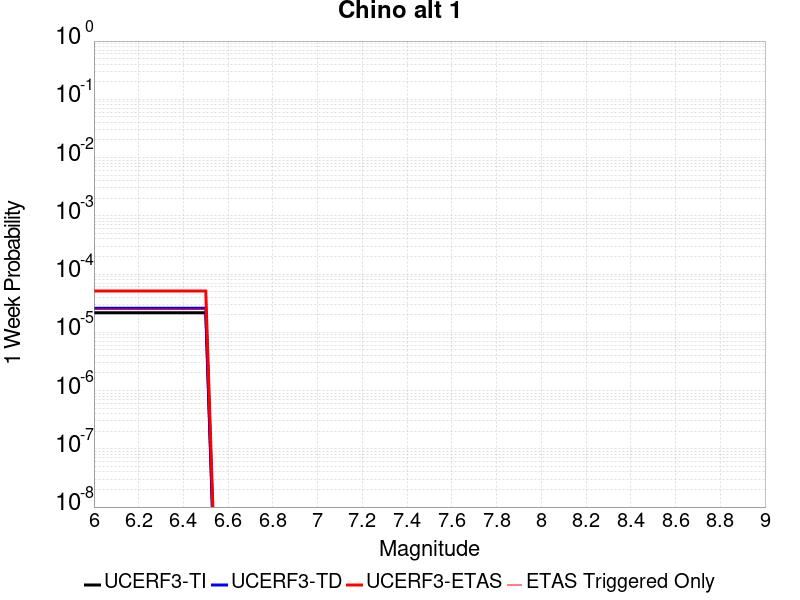 Chino alt 1
1 Week Probability
10^0
10^-1
10^-2
10^-3
10^-4
10^-5
10^-6
10^-7
10^-8
6 6.2 6.4 6.6 6.8 7 7.2 7.4 7.6 7.8 8 8.2 8.4 8.6 8.8 9
Magnitude
UCERF3-TI UCERF3-TD UCERF3-ETAS ETAS Triggered Only